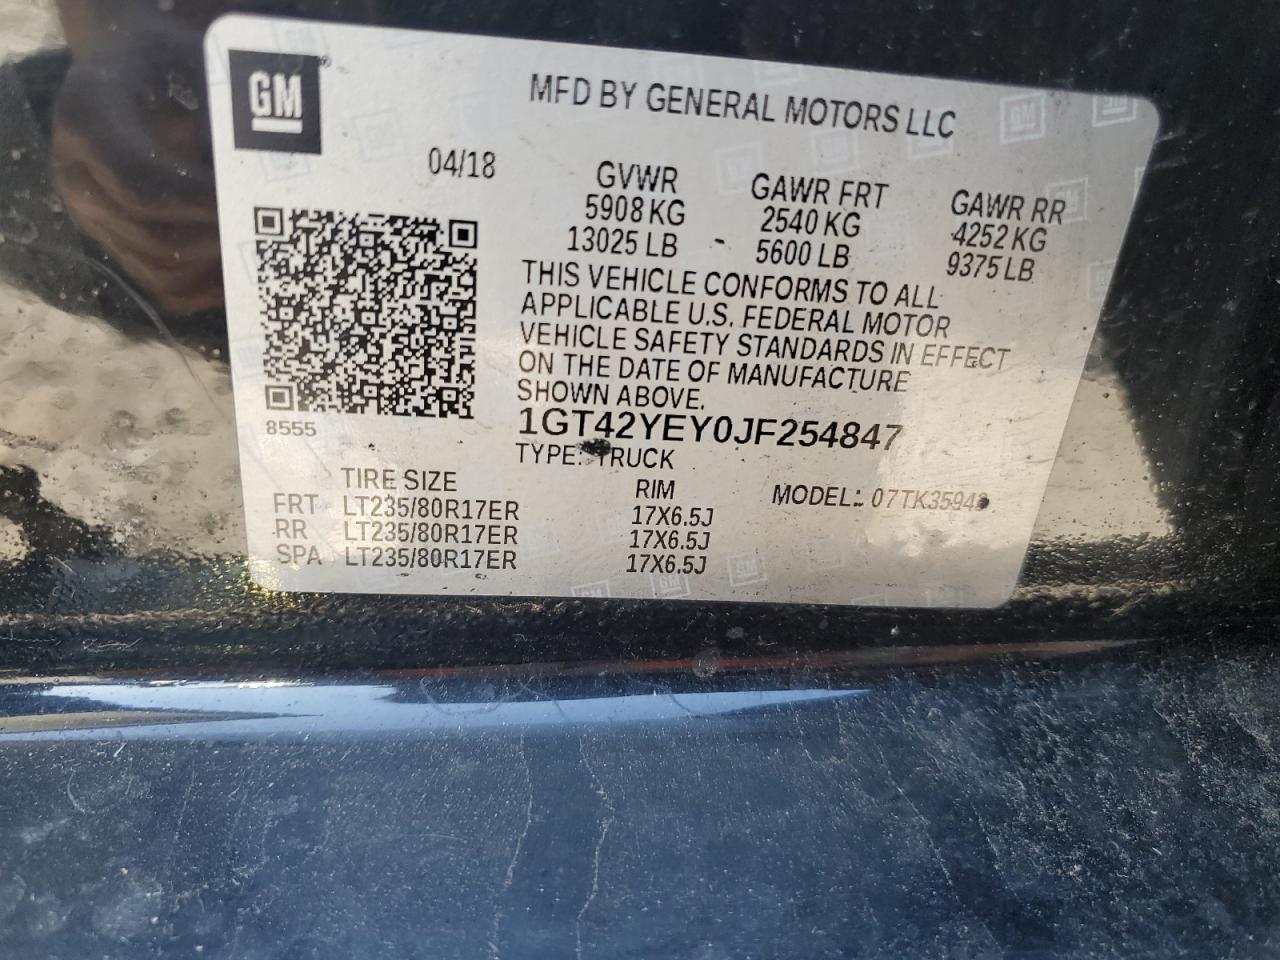 GM
MFD BY GENERAL MOTORS LLC
04/18
GVWR GAWR FRT GAWR RR
5908 KG 2540 KG 4252 KG
13025 LB 5600 LB 9375 LB
THIS VEHICLE CONFORMS TO ALL
APPLICABLE U.S. FEDERAL MOTOR
VEHICLE SAFETY STANDARDS IN EFFECT
ON THE DATE OF MANUFACTURE
SHOWN ABOVE.
8555
1GT42YEY0JF254847
TYPE: TRUCK
TIRE SIZE RIM MODEL: 07TK35943
FRT LT235/80R17ER 17X6.5J
RR LT235/80R17ER 17X6.5J
SPA LT235/80R17ER 17X6.5J